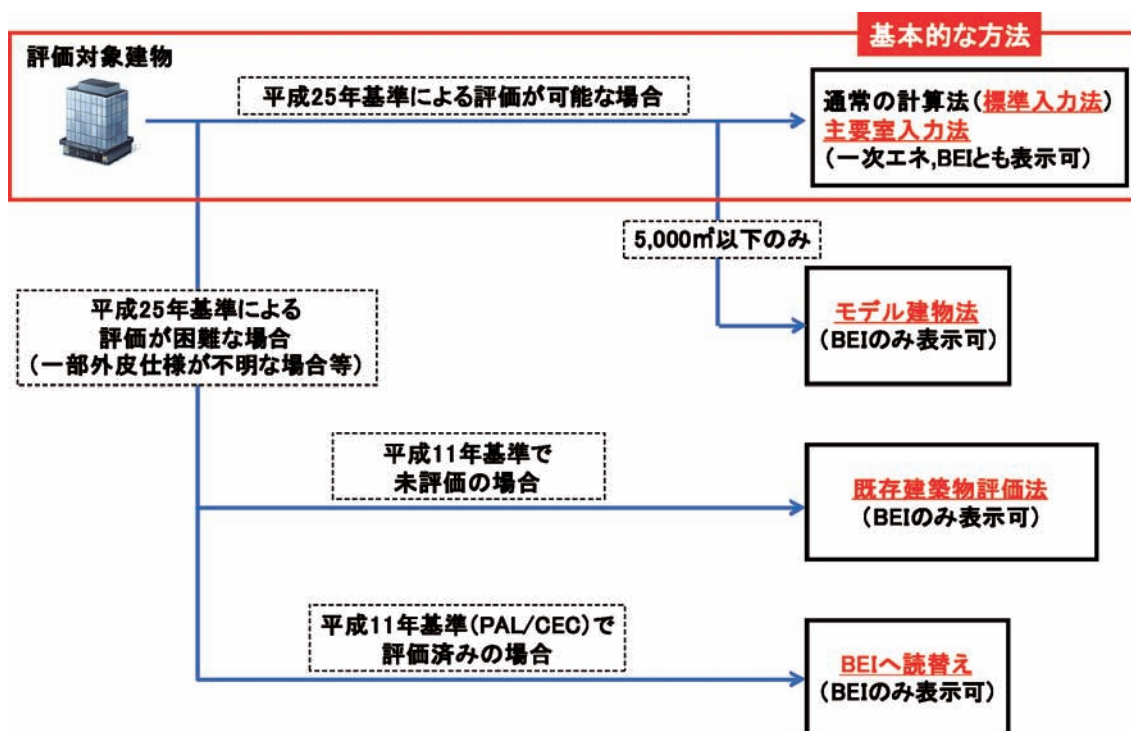 基本的な方法
評価対象建物
平成25年基準による評価が可能な場合
通常の計算法(標準入力法)
主要室入力法
(一次エネ,BEIとも表示可)
5,000㎡以下のみ
モデル建物法
(BEIのみ表示可)
平成25年基準による
評価が困難な場合
(一部外皮仕様が不明な場合等)
平成11年基準で
未評価の場合
既存建築物評価法
(BEIのみ表示可)
平成11年基準(PAL/CEC)で
評価済みの場合
BEIへ読替え
(BEIのみ表示可)